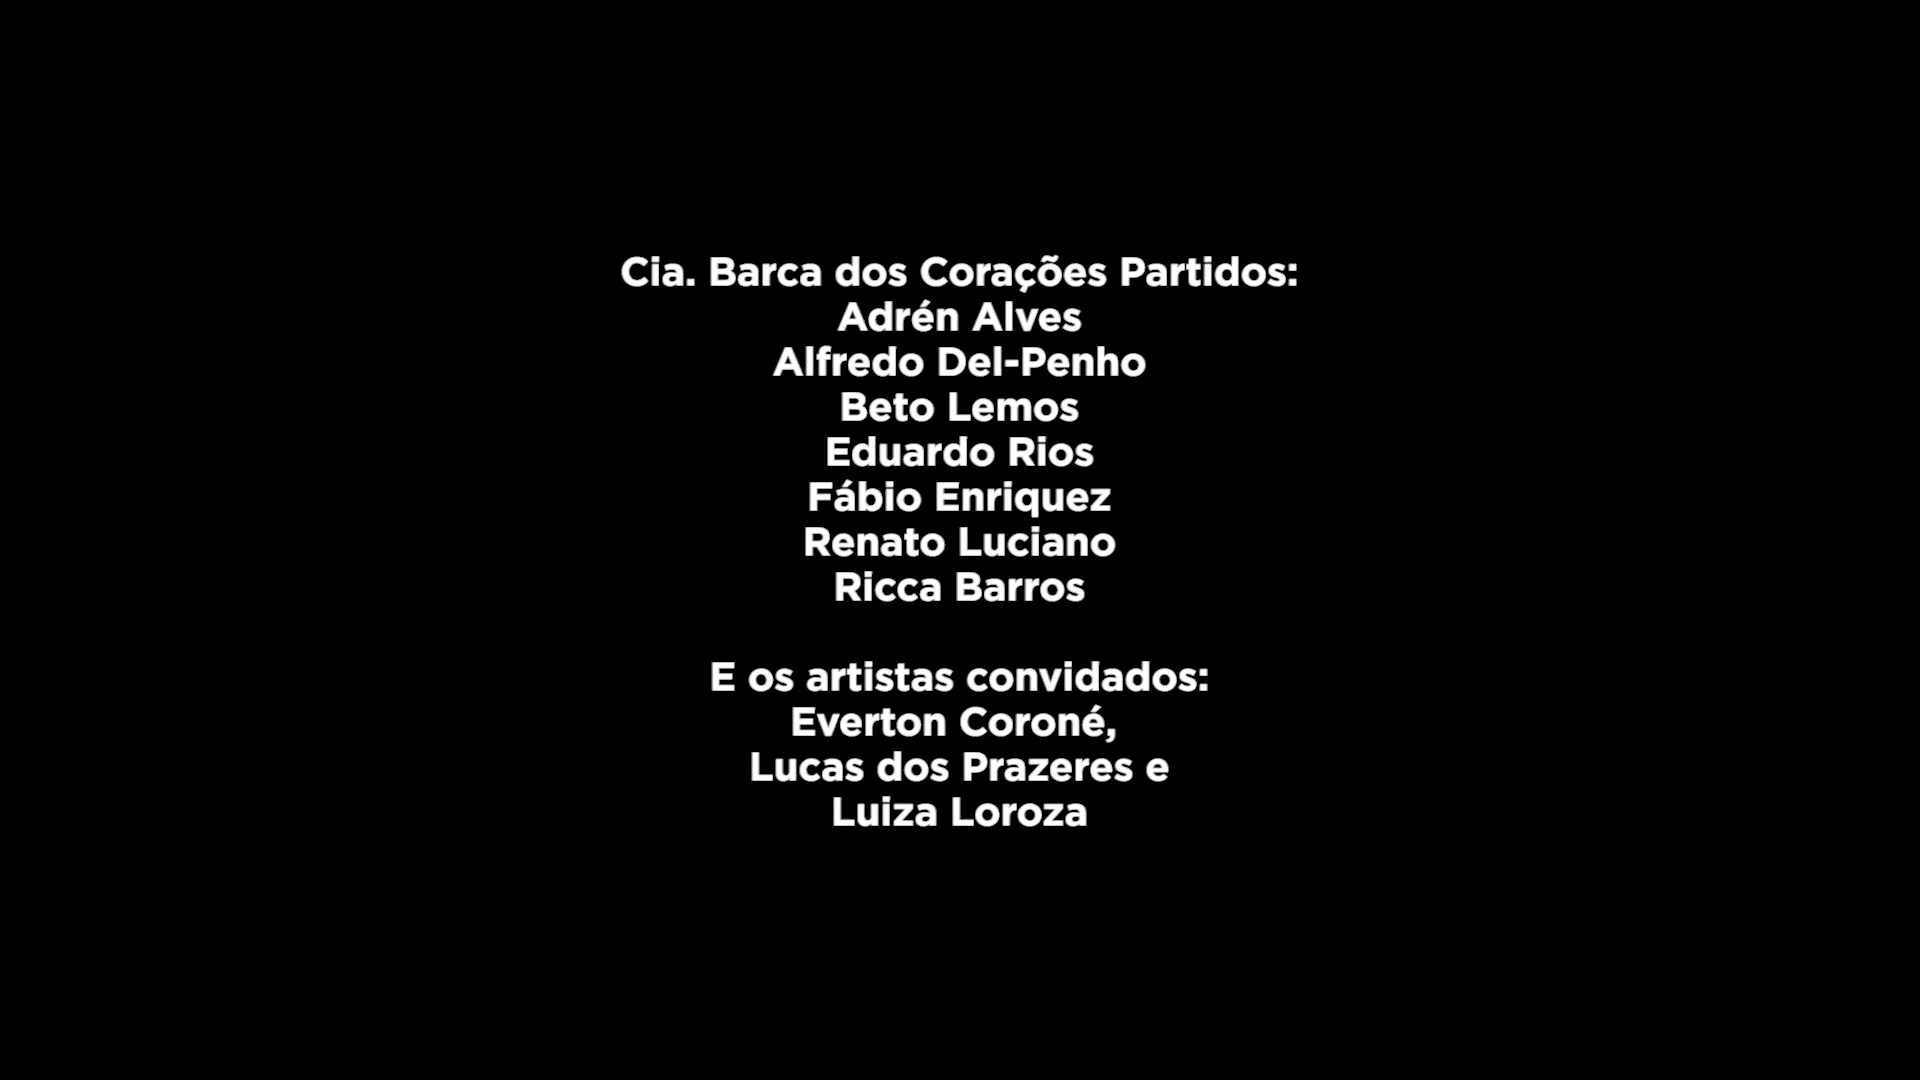 Cia. Barca dos Corações Partidos:
Adrén Alves
Alfredo Del-Penho
Beto Lemos
Eduardo Rios
Fábio Enriquez
Renato Luciano
Ricca Barros
E os artistas convidados:
Everton Coroné,
Lucas dos Prazeres e
Luiza Loroza